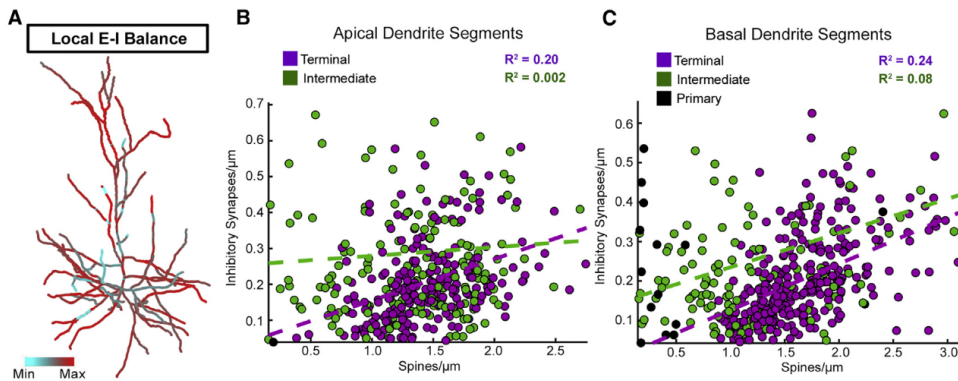 A
Local E-I Balance
Min Max
B
Apical Dendrite Segments
Terminal R² = 0.20
Intermediate R² = 0.002
Inhibitory Synapses/µm
0.7
0.6
0.5
0.4
0.3
0.2
0.1
0.5 1.0 1.5 2.0 2.5
Spines/µm
C
Basal Dendrite Segments
Terminal R² = 0.24
Intermediate R² = 0.08
Primary
Inhibitory Synapses/µm
0.6
0.5
0.4
0.3
0.2
0.1
0.5 1.0 1.5 2.0 2.5 3.0
Spines/µm